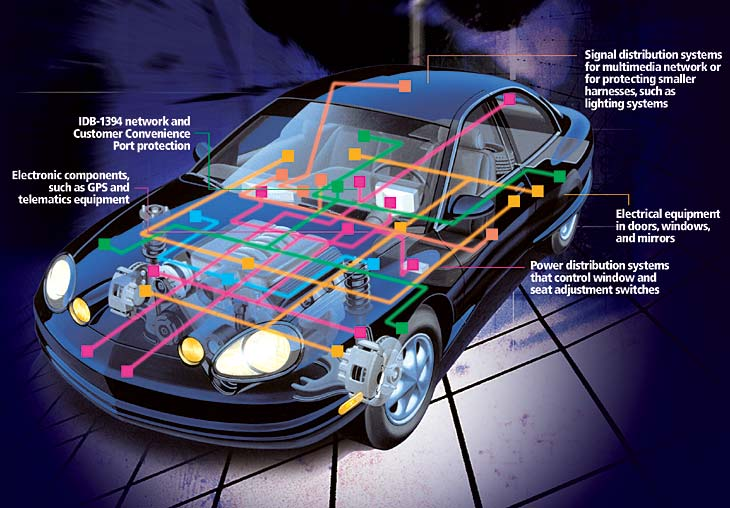 Signal distribution systems
for multimedia network or
for protecting smaller
harnesses, such as
lighting systems
IDB-1394 network and
Customer Convenience
Port protection
Electronic components,
such as GPS and
telematics equipment
Electrical equipment
in doors, windows,
and mirrors
Power distribution systems
that control window and
seat adjustment switches